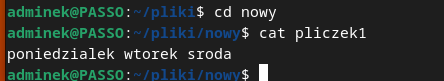 adminek@PASSO:~/pliki$ cd nowy
adminek@PASSO:~/pliki/nowy$ cat pliczek1
poniedzialek wtorek sroda
adminek@PASSO:~/pliki/nowy$